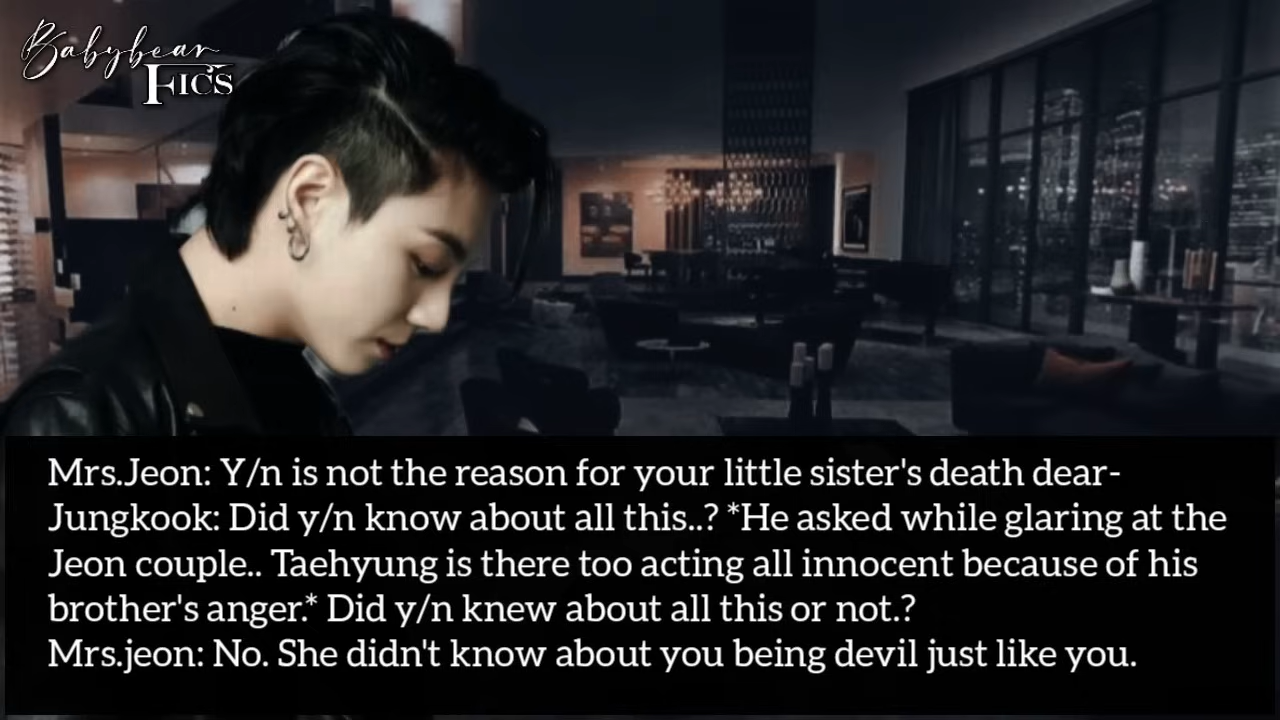 Babybear
Fics
Mrs.Jeon: Y/n is not the reason for your little sister's death dear-
Jungkook: Did y/n know about all this..? *He asked while glaring at the
Jeon couple.. Taehyung is there too acting all innocent because of his
brother's anger.* Did y/n knew about all this or not.?
Mrs.jeon: No. She didn't know about you being devil just like you.